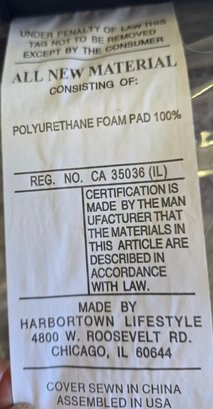 UNDER PENALTY OF LAW THIS
TAG NOT TO BE REMOVED
EXCEPT BY THE CONSUMER
ALL NEW MATERIAL
CONSISTING OF:
POLYURETHANE FOAM PAD 100%
REG. NO. CA 35036 (IL)
CERTIFICATION IS
MADE BY THE MAN
UFACTURER THAT
THE MATERIALS IN
THIS ARTICLE ARE
DESCRIBED IN
ACCORDANCE
WITH LAW.
MADE BY
HARBORTOWN LIFESTYLE
4800 W. ROOSEVELT RD.
CHICAGO, IL 60644
COVER SEWN IN CHINA
ASSEMBLED IN USA